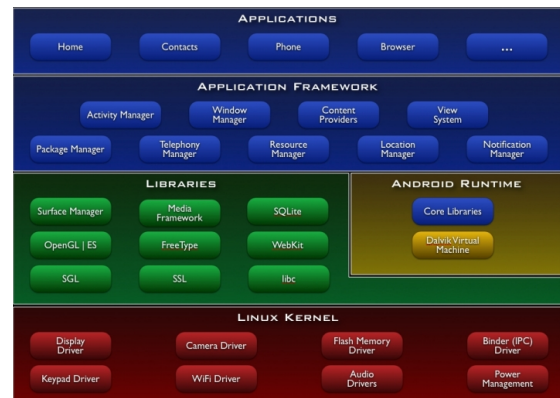 APPLICATIONS
Home
Contacts
Phone
Browser
...
APPLICATION FRAMEWORK
Activity Manager
Window
Manager
Content
Providers
View
System
Package Manager
Telephony
Manager
Resource
Manager
Location
Manager
Notification
Manager
LIBRARIES
Surface Manager
Media
Framework
SQLite
OpenGL | ES
FreeType
WebKit
SGL
SSL
libc
ANDROID RUNTIME
Core Libraries
Dalvik Virtual
Machine
LINUX KERNEL
Display
Driver
Camera Driver
Flash Memory
Driver
Binder (IPC)
Driver
Keypad Driver
WiFi Driver
Audio
Drivers
Power
Management